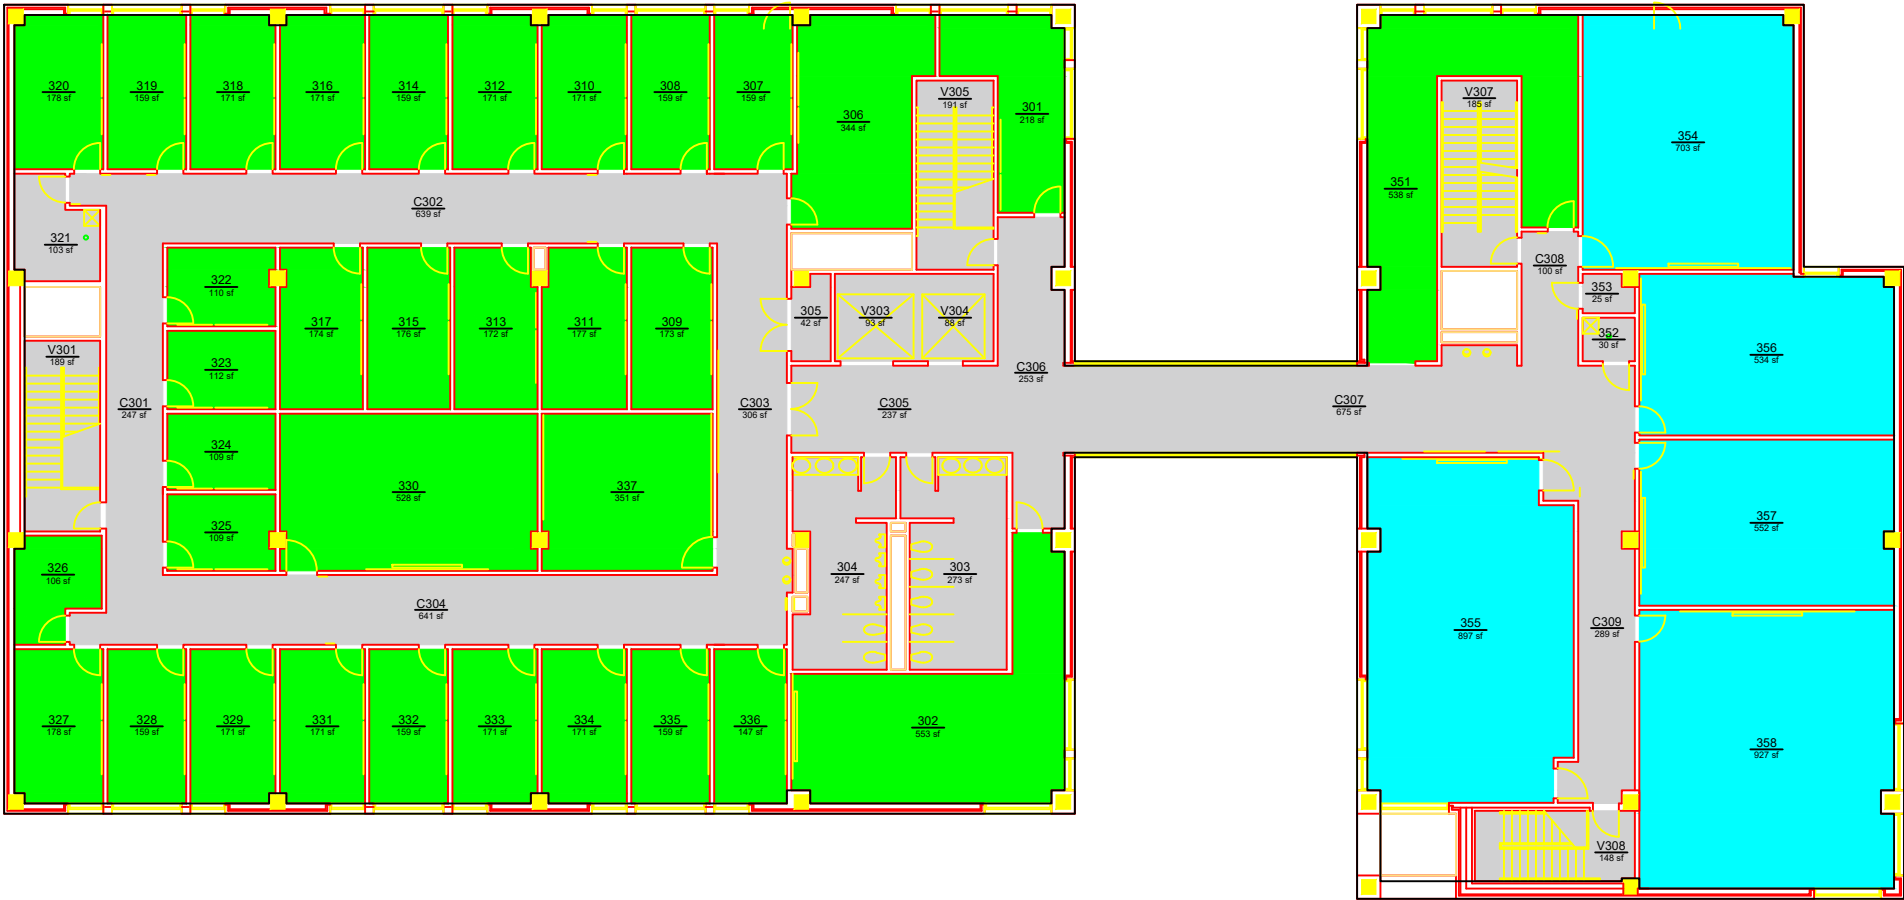 320
178 sf
319
159 sf
318
171 sf
316
171 sf
314
159 sf
312
171 sf
310
171 sf
308
159 sf
307
159 sf
306
344 sf
V305
191 sf
301
218 sf
V307
185 sf
354
703 sf
351
538 sf
C302
639 sf
321
103 sf
C308
100 sf
322
110 sf
317
174 sf
315
176 sf
313
172 sf
311
177 sf
309
173 sf
305
42 sf
V303
93 sf
V304
88 sf
353
25 sf
352
30 sf
356
534 sf
V301
189 sf
323
112 sf
C306
253 sf
C301
247 sf
C303
306 sf
C305
237 sf
C307
675 sf
324
109 sf
330
528 sf
337
351 sf
325
109 sf
357
552 sf
326
106 sf
304
247 sf
303
273 sf
C304
641 sf
355
897 sf
C309
289 sf
327
178 sf
328
159 sf
329
171 sf
331
171 sf
332
159 sf
333
171 sf
334
171 sf
335
159 sf
336
147 sf
302
553 sf
358
927 sf
V308
148 sf